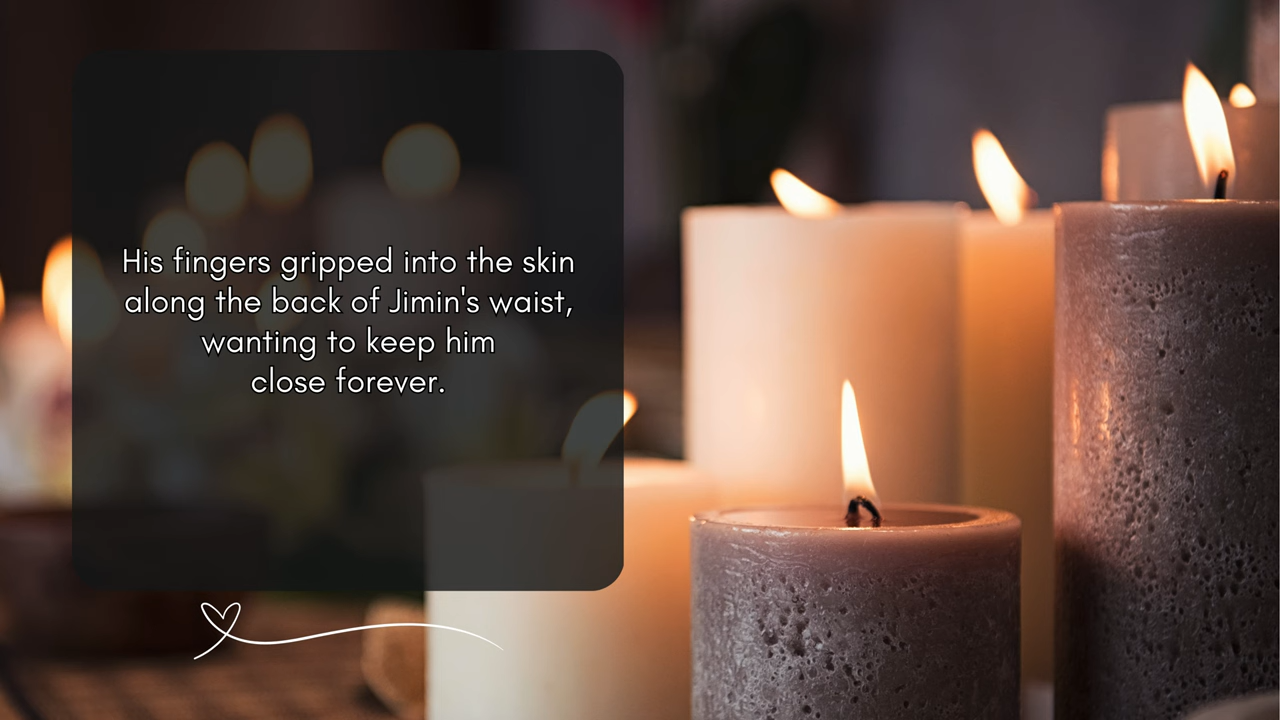 His fingers gripped into the skin
along the back of Jimin's waist,
wanting to keep him
close forever.